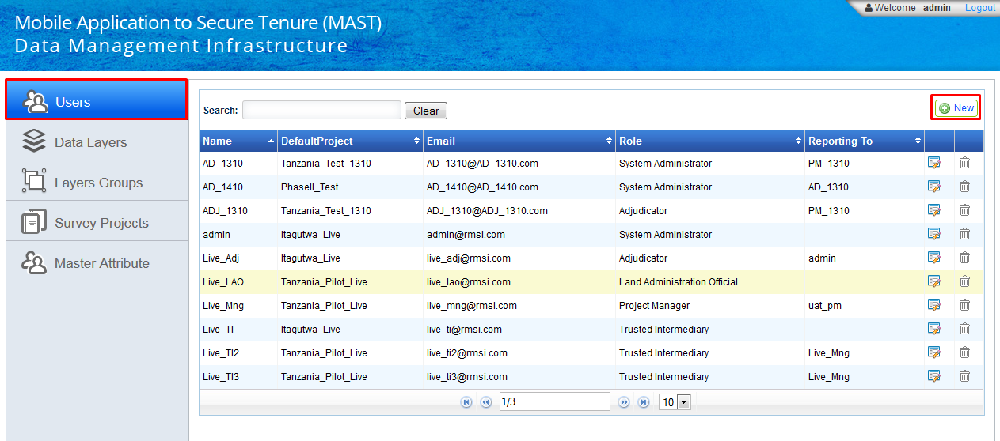 Welcome admin | Logout
Mobile Application to Secure Tenure (MAST)
Data Management Infrastructure
Users
Data Layers
Layers Groups
Survey Projects
Master Attribute
Search: Clear New
Name DefaultProject Email Role Reporting To
AD_1310 Tanzania_Test_1310 AD_1310@AD_1310.com System Administrator PM_1310
AD_1410 PhaseII_Test AD_1410@AD_1410.com System Administrator AD_1310
ADJ_1310 Tanzania_Test_1310 ADJ_1310@ADJ_1310.com Adjudicator PM_1310
admin Itagutwa_Live admin@rmsi.com System Administrator
Live_Adj Itagutwa_Live live_adj@rmsi.com Adjudicator admin
Live_LAO Tanzania_Pilot_Live live_lao@rmsi.com Land Administration Official
Live_Mng Tanzania_Pilot_Live live_mng@rmsi.com Project Manager uat_pm
Live_TI Itagutwa_Live live_ti@rmsi.com Trusted Intermediary
Live_TI2 Tanzania_Pilot_Live live_ti2@rmsi.com Trusted Intermediary Live_Mng
Live_TI3 Tanzania_Pilot_Live live_ti3@rmsi.com Trusted Intermediary Live_Mng
1/3 10